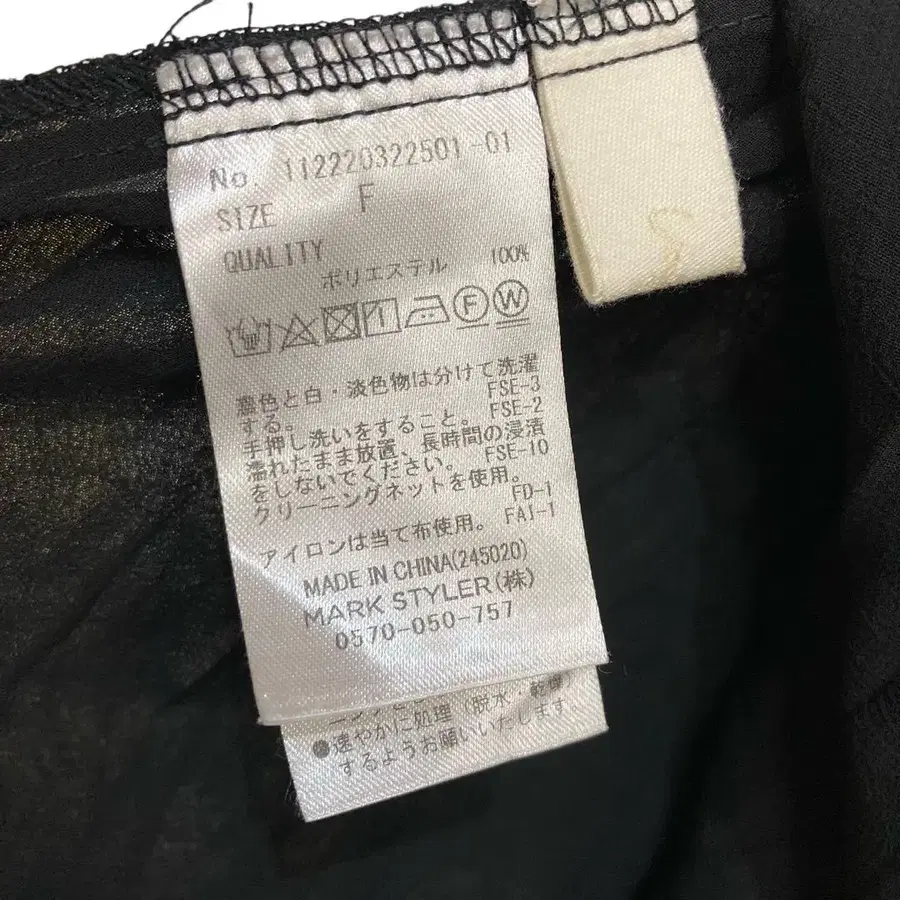 No. 112220322501-01
SIZE F
QUALITY
ポリエステル 100%
F W
濃色と白・淡色物は分けて洗濯
する。 FSE-3
手押し洗いをすること。 FSE-2
濡れたまま放置、長時間の浸漬
をしないでください。 FSE-10
クリーニングネットを使用。
FD-1
アイロンは当て布使用。 FAI-1
MADE IN CHINA(245020)
MARK STYLER(株)
0570-050-757
●速やかに処理(脱水・乾燥)
するようお願いいたします。